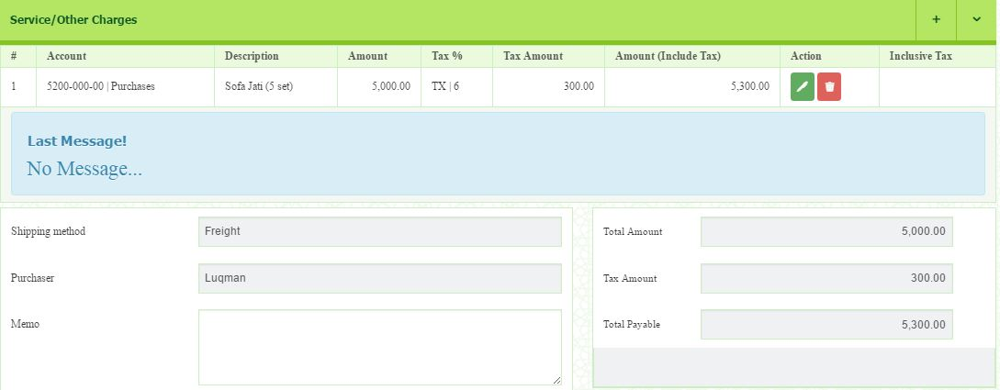 Service/Other Charges +
# Account Description Amount Tax % Tax Amount Amount (Include Tax) Action Inclusive Tax
1 5200-000-00 | Purchases Sofa Jati (5 set) 5,000.00 TX | 6 300.00 5,300.00
Last Message!
No Message...
Shipping method Freight
Total Amount 5,000.00
Purchaser Luqman
Tax Amount 300.00
Memo
Total Payable 5,300.00